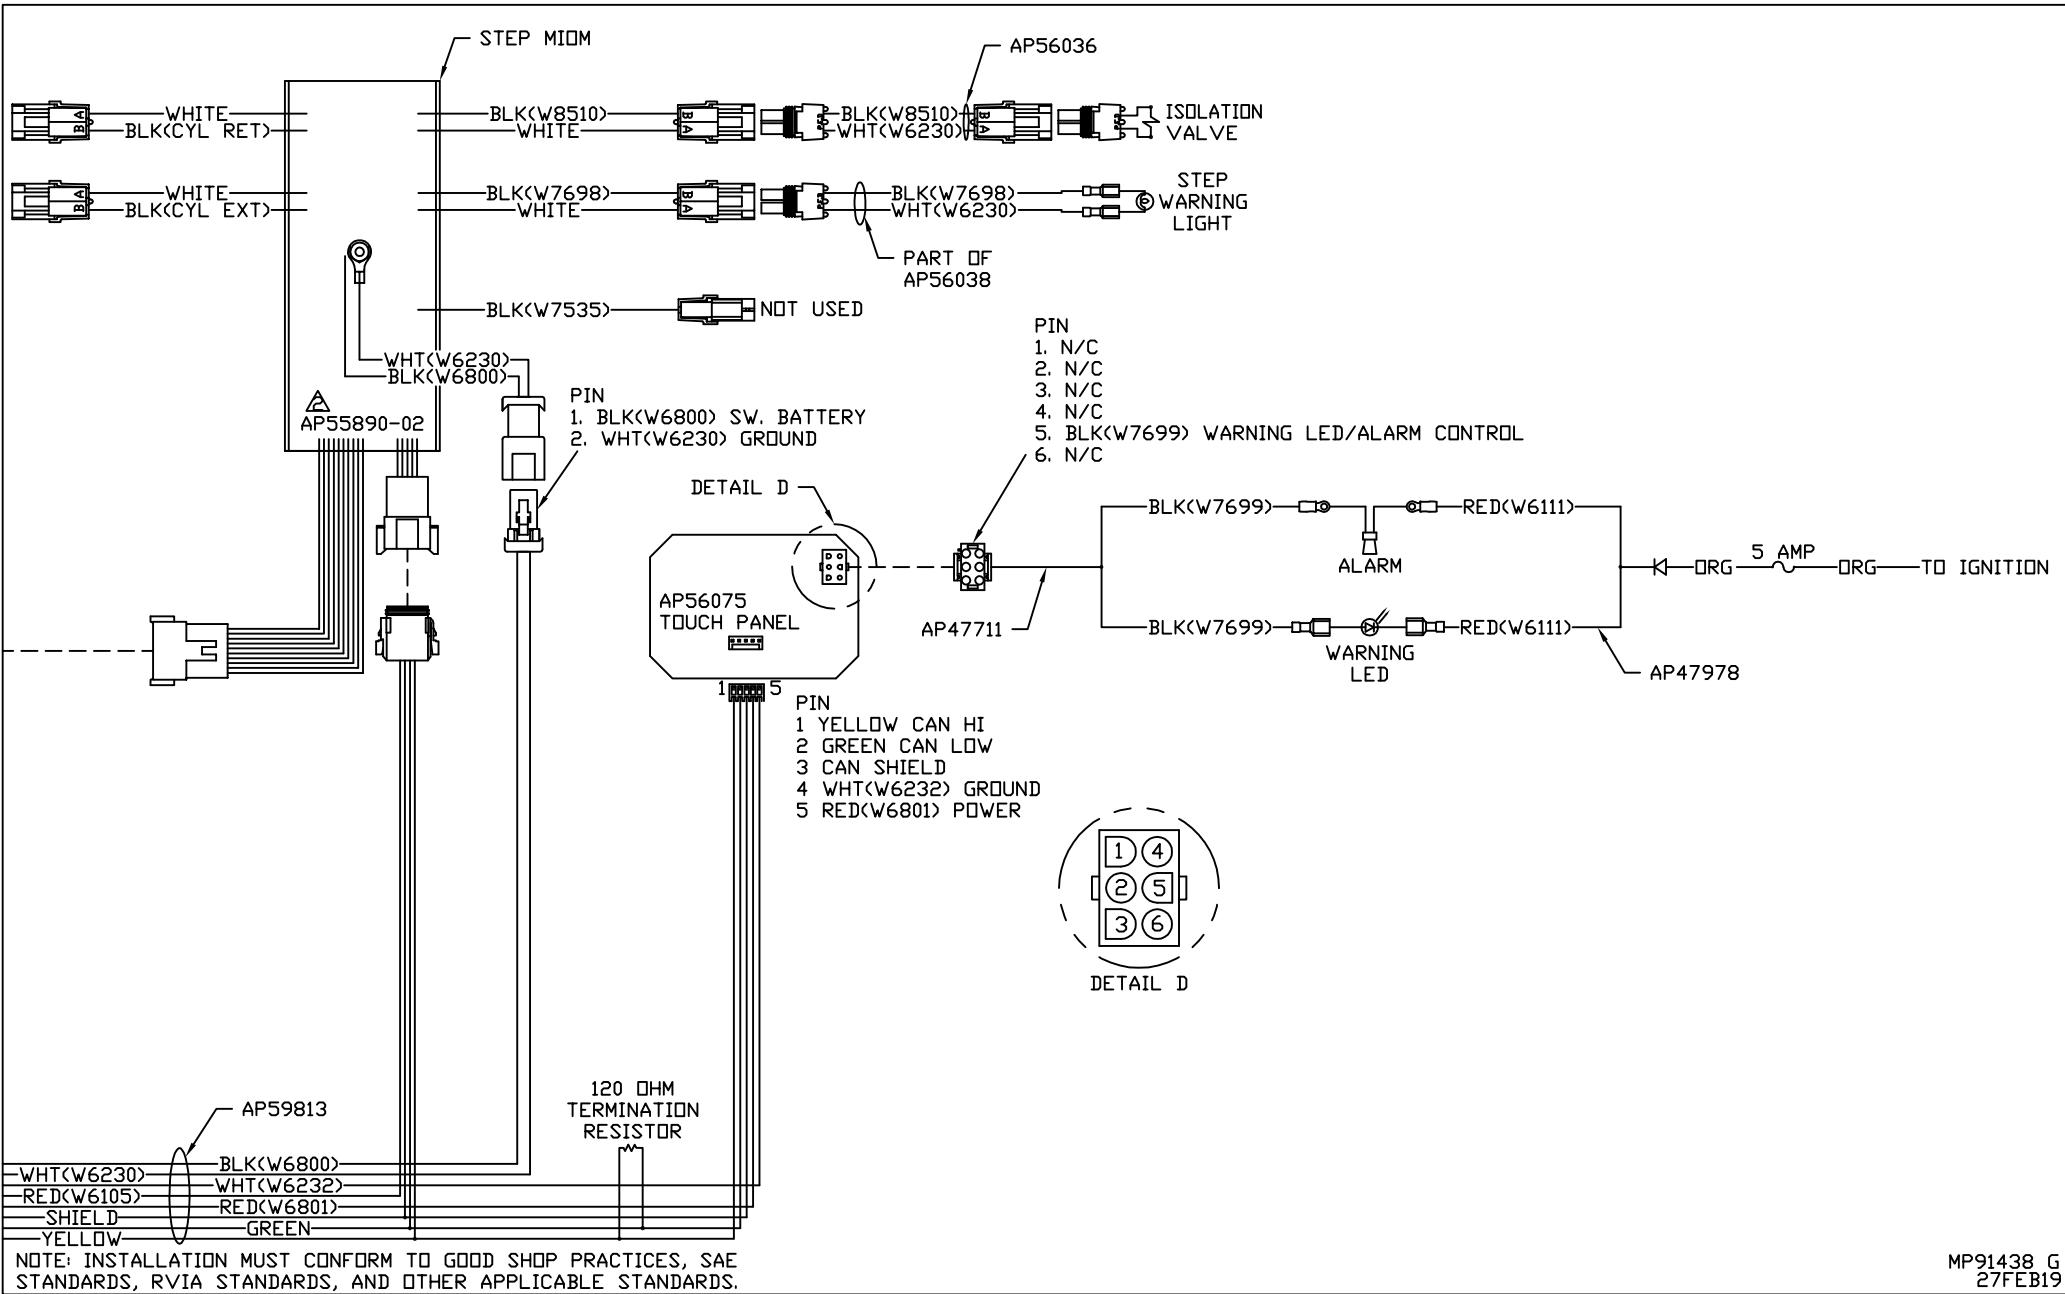 STEP MIOM
AP56036
WHITE
BLK(CYL RET)
A
B
BLK(W8510)
WHITE
B
A
BLK(W8510)
WHT(W6230)
B
A
ISOLATION
VALVE
WHITE
BLK(CYL EXT)
A
B
BLK(W7698)
WHITE
B
A
BLK(W7698)
WHT(W6230)
STEP
WARNING
LIGHT
PART OF
AP56038
BLK(W7535)
NOT USED
WHT(W6230)
BLK(W6800)
2
AP55890-02
PIN
1. BLK(W6800) SW. BATTERY
2. WHT(W6230) GROUND
PIN
1. N/C
2. N/C
3. N/C
4. N/C
5. BLK(W7699) WARNING LED/ALARM CONTROL
6. N/C
DETAIL D
BLK(W7699)
RED(W6111)
ALARM
5 AMP
ORG
ORG
TO IGNITION
AP56075
TOUCH PANEL
AP47711
BLK(W7699)
RED(W6111)
WARNING
LED
AP47978
1
5
PIN
1 YELLOW CAN HI
2 GREEN CAN LOW
3 CAN SHIELD
4 WHT(W6232) GROUND
5 RED(W6801) POWER
1 4
2 5
3 6
DETAIL D
120 OHM
TERMINATION
RESISTOR
AP59813
BLK(W6800)
WHT(W6230)
WHT(W6232)
RED(W6105)
RED(W6801)
SHIELD
GREEN
YELLOW
NOTE: INSTALLATION MUST CONFORM TO GOOD SHOP PRACTICES, SAE
STANDARDS, RVIA STANDARDS, AND OTHER APPLICABLE STANDARDS.
MP91438 G
27FEB19